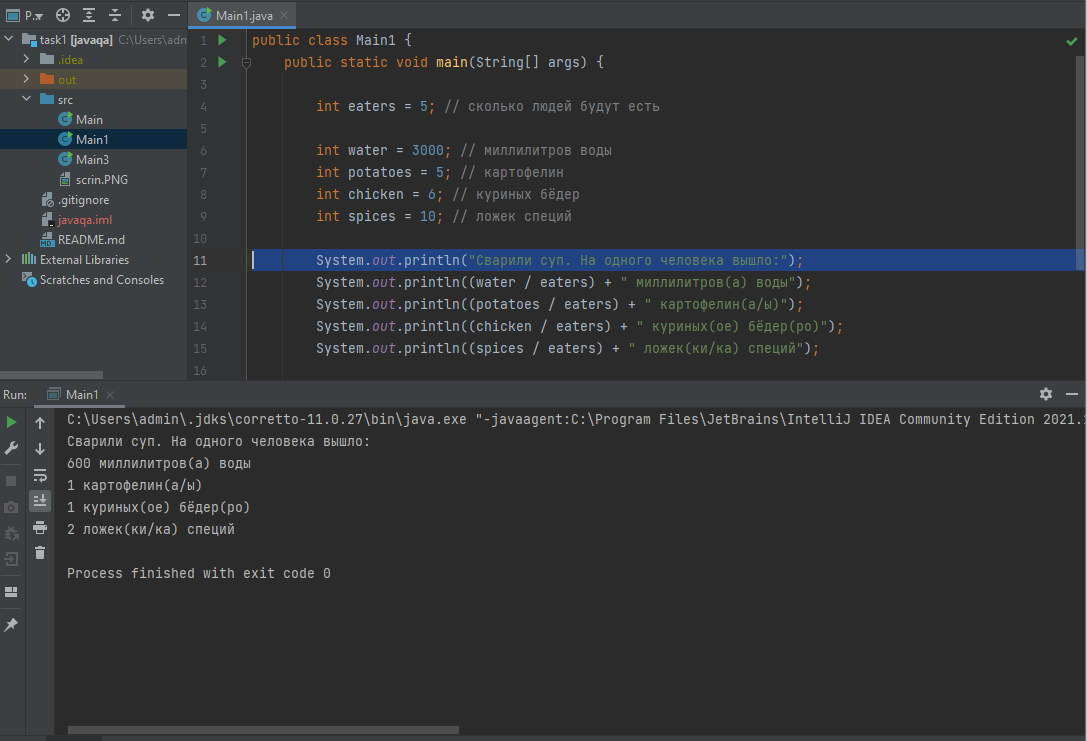 P...
Main1.java
task1 [javaqa] C:\Users\adm
.idea
out
src
Main
Main1
Main3
scrin.PNG
.gitignore
javaqa.iml
README.md
External Libraries
Scratches and Consoles
1 public class Main1 {
2 public static void main(String[] args) {
3
4 int eaters = 5; // сколько людей будут есть
5
6 int water = 3000; // миллилитров воды
7 int potatoes = 5; // картофелин
8 int chicken = 6; // куриных бёдер
9 int spices = 10; // ложек специй
10
11 System.out.println("Сварили суп. На одного человека вышло:");
12 System.out.println((water / eaters) + " миллилитров(а) воды");
13 System.out.println((potatoes / eaters) + " картофелин(а/ы)");
14 System.out.println((chicken / eaters) + " куриных(ое) бёдер(ро)");
15 System.out.println((spices / eaters) + " ложек(ки/ка) специй");
16
Run: Main1
C:\Users\admin\.jdks\corretto-11.0.27\bin\java.exe "-javaagent:C:\Program Files\JetBrains\IntelliJ IDEA Community Edition 2021.
Сварили суп. На одного человека вышло:
600 миллилитров(а) воды
1 картофелин(а/ы)
1 куриных(ое) бёдер(ро)
2 ложек(ки/ка) специй
Process finished with exit code 0